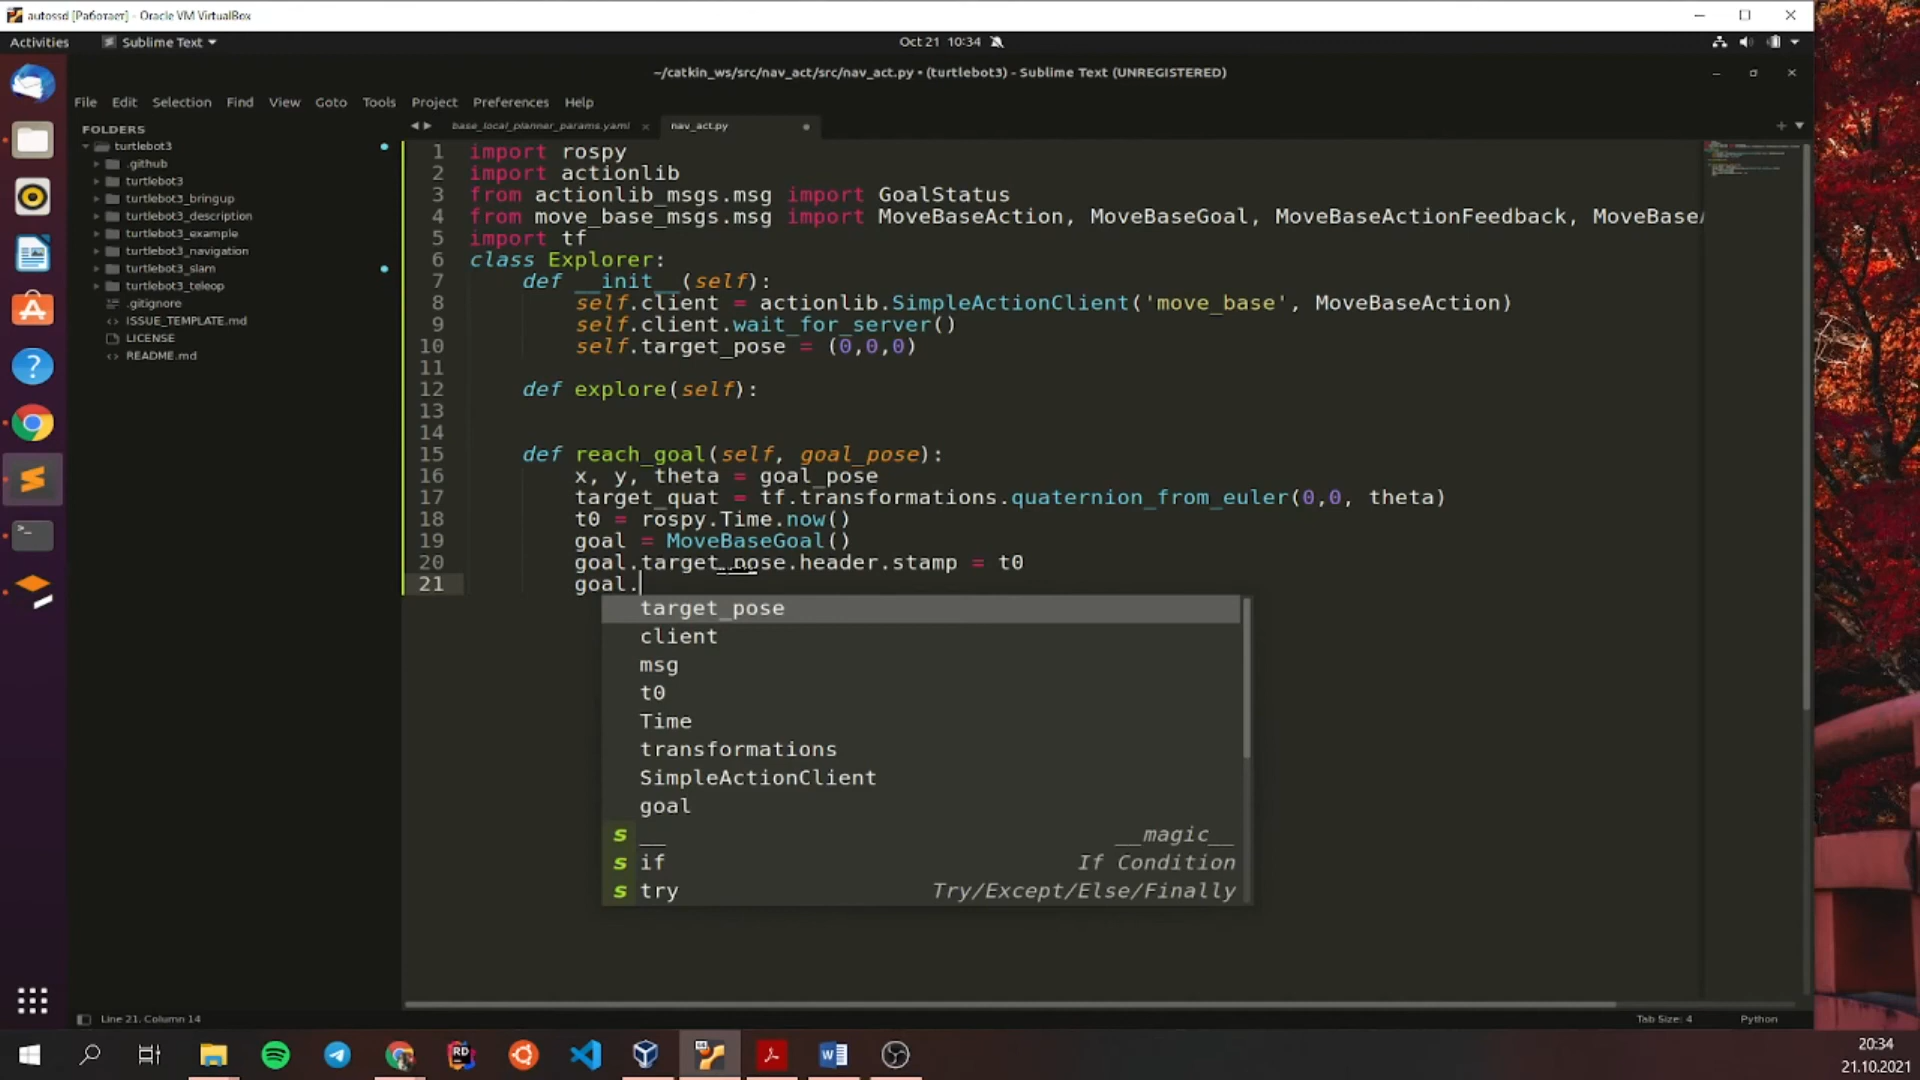 autossd [Работает] - Oracle VM VirtualBox
Activities
Sublime Text
Oct 21 10:34
~/catkin_ws/src/nav_act/src/nav_act.py • (turtlebot3) - Sublime Text (UNREGISTERED)
File Edit Selection Find View Goto Tools Project Preferences Help
FOLDERS
turtlebot3
.github
turtlebot3
turtlebot3_bringup
turtlebot3_description
turtlebot3_example
turtlebot3_navigation
turtlebot3_slam
turtlebot3_teleop
.gitignore
ISSUE_TEMPLATE.md
LICENSE
README.md
base_local_planner_params.yaml
nav_act.py
1 import rospy
2 import actionlib
3 from actionlib_msgs.msg import GoalStatus
4 from move_base_msgs.msg import MoveBaseAction, MoveBaseGoal, MoveBaseActionFeedback, MoveBase
5 import tf
6 class Explorer:
7 def __init__(self):
8 self.client = actionlib.SimpleActionClient('move_base', MoveBaseAction)
9 self.client.wait_for_server()
10 self.target_pose = (0,0,0)
11
12 def explore(self):
13
14
15 def reach_goal(self, goal_pose):
16 x, y, theta = goal_pose
17 target_quat = tf.transformations.quaternion_from_euler(0,0, theta)
18 t0 = rospy.Time.now()
19 goal = MoveBaseGoal()
20 goal.target_pose.header.stamp = t0
21 goal.
target_pose
client
msg
t0
Time
transformations
SimpleActionClient
goal
s __ __magic__
s if If Condition
s try Try/Except/Else/Finally
Line 21, Column 14
Tab Size: 4
Python
20:34
21.10.2021